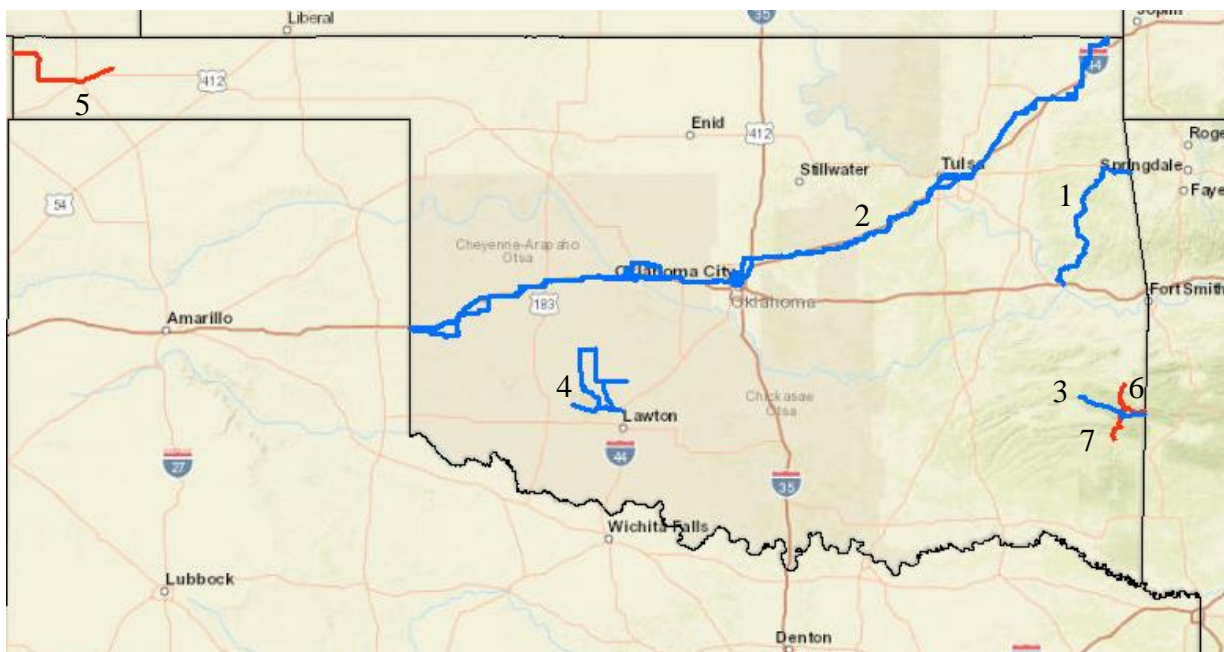 Liberal
35
Joplin
44
412
5
Enid
412
Roge
Stillwater
Tulsa
Springdale
54
1
Faye
2
Cheyenne-Arapaho
Otsa
Oklahoma City
183
Oklahoma
Fort Smith
Amarillo
4
3
6
Chickasaw
Otsa
Lawton
7
44
27
35
Wichita Falls
Lubbock
Denton